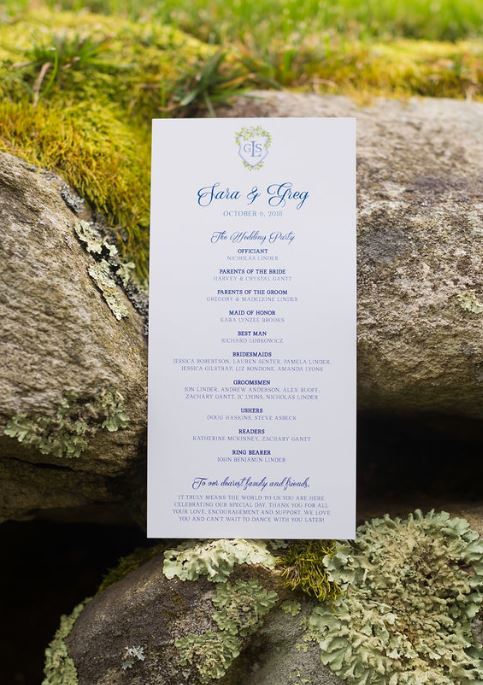 GLS
Sara & Greg
OCTOBER 6, 2018
The Wedding Party
OFFICIANT
NICHOLAS LINDER
PARENTS OF THE BRIDE
HARVEY & CRYSTAL GANTT
PARENTS OF THE GROOM
GREGORY & MADELEINE LINDER
MAID OF HONOR
KARA LYNZEE BROOKS
BEST MAN
RICHARD LUBKOWICZ
BRIDESMAIDS
JESSICA ROBERTSON, LAUREN SENTER, PAMELA LINDER,
JESSICA GILSTRAY, LIZ BONDONE, AMANDA LYONS
GROOMSMEN
JON LINDER, ANDREW ANDERSON, ALEX
ZACHARY GANTT, TC LYONS, NICHOLAS LINDER
USHERS
DOUG HASKINS, STEVE ASBECK
READERS
KATHERINE MCKINNEY, ZACHARY GANTT
RING BEARER
JOHN BENJAMIN LINDER
To our dearest family and friends,
IT TRULY MEANS THE WORLD TO US YOU ARE HERE
CELEBRATING OUR SPECIAL DAY. THANK YOU FOR ALL
YOUR LOVE, ENCOURAGEMENT AND SUPPORT. WE LOVE
YOU AND CAN'T WAIT TO DANCE WITH YOU LATER!